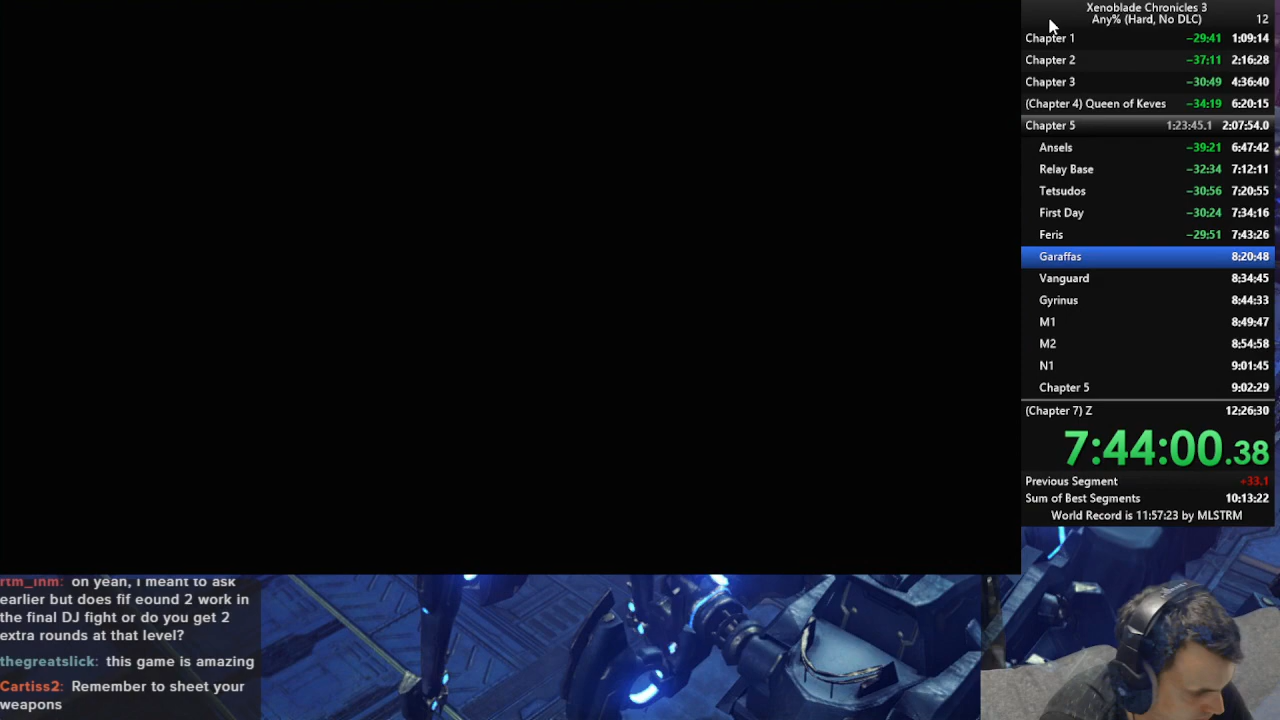 Xenoblade Chronicles 3
Any% (Hard, No DLC) 12
Chapter 1 −29:41 1:09:14
Chapter 2 −37:11 2:16:28
Chapter 3 −30:49 4:36:40
(Chapter 4) Queen of Keves −34:19 6:20:15
Chapter 5 1:23:45.1 2:07:54.0
Ansels −39:21 6:47:42
Relay Base −32:34 7:12:11
Tetsudos −30:56 7:20:55
First Day −30:24 7:34:16
Feris −29:51 7:43:26
Garaffas 8:20:48
Vanguard 8:34:45
Gyrinus 8:44:33
M1 8:49:47
M2 8:54:58
N1 9:01:45
Chapter 5 9:02:29
(Chapter 7) Z 12:26:30
7:44:00.38
Previous Segment +33.1
Sum of Best Segments 10:13:22
World Record is 11:57:23 by MLSTRM
rtm_inm: on yean, i meant to ask
earlier but does fif eound 2 work in
the final DJ fight or do you get 2
extra rounds at that level?
thegreatslick: this game is amazing
Cartiss2: Remember to sheet your
weapons